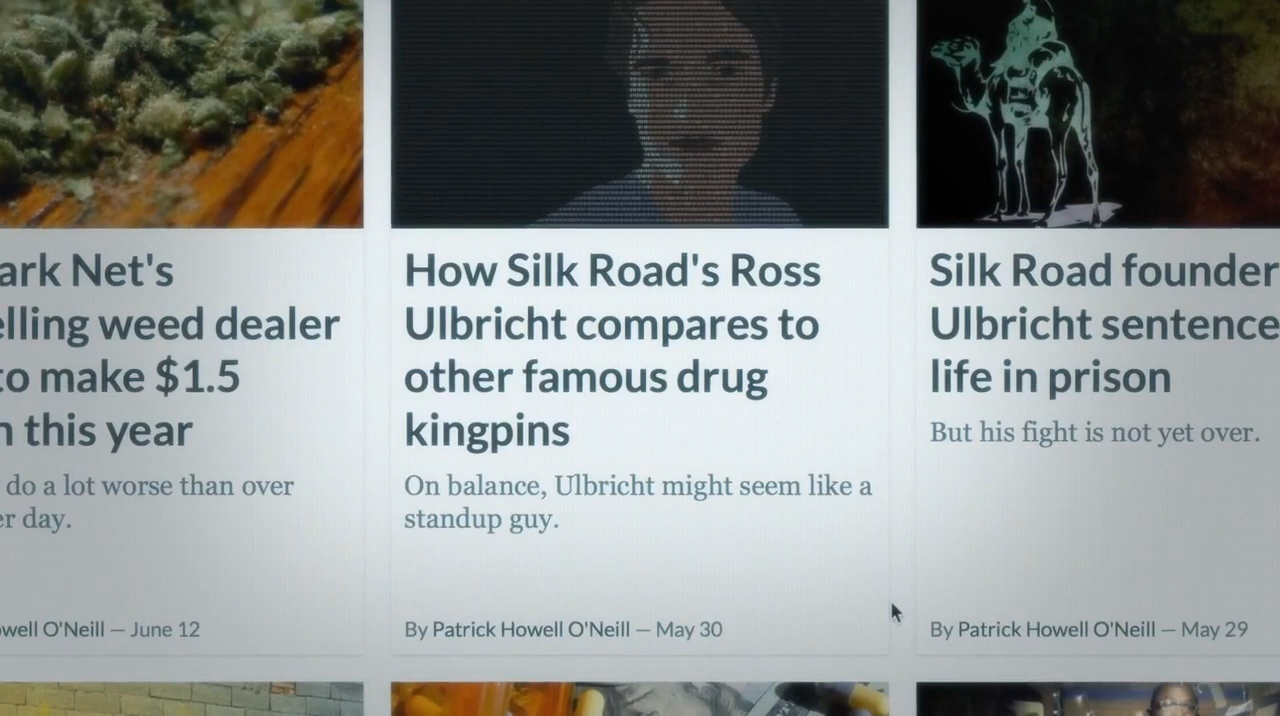 ark Net's
elling weed dealer
to make $1.5
n this year
do a lot worse than over
er day.
owell O'Neill — June 12
How Silk Road's Ross
Ulbricht compares to
other famous drug
kingpins
On balance, Ulbricht might seem like a
standup guy.
By Patrick Howell O'Neill — May 30
Silk Road founder
Ulbricht sentence
life in prison
But his fight is not yet over.
By Patrick Howell O'Neill — May 29